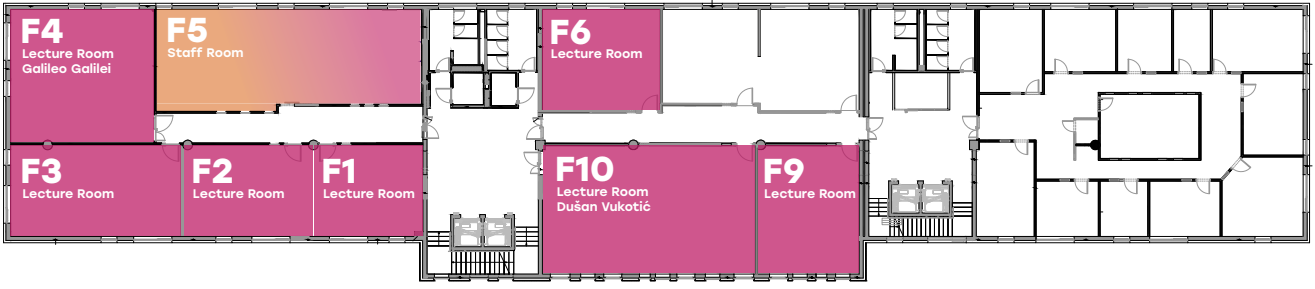 F4
Lecture Room
Galileo Galilei
F5
Staff Room
F6
Lecture Room
F3
Lecture Room
F2
Lecture Room
F1
Lecture Room
F10
Lecture Room
Dušan Vukotić
F9
Lecture Room